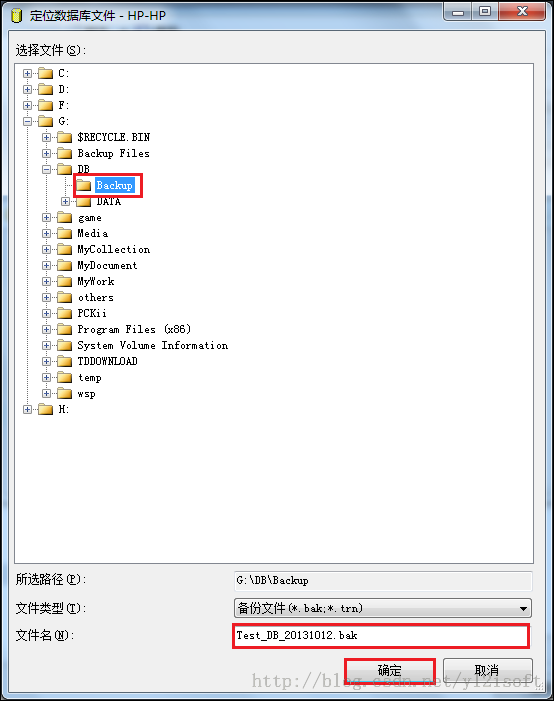 定位数据库文件 - HP-HP
选择文件(S):
C:
D:
F:
G:
$RECYCLE.BIN
Backup Files
DB
Backup
DATA
game
Media
MyCollection
MyDocument
MyWork
others
PCKii
Program Files (x86)
System Volume Information
TDDOWNLOAD
temp
wsp
H:
所选路径(P):
G:\DB\Backup
文件类型(T):
备份文件(*.bak;*.trn)
文件名(N):
Test_DB_20131012.bak
确定
取消
http://blog.csdn.net/ylzisoft